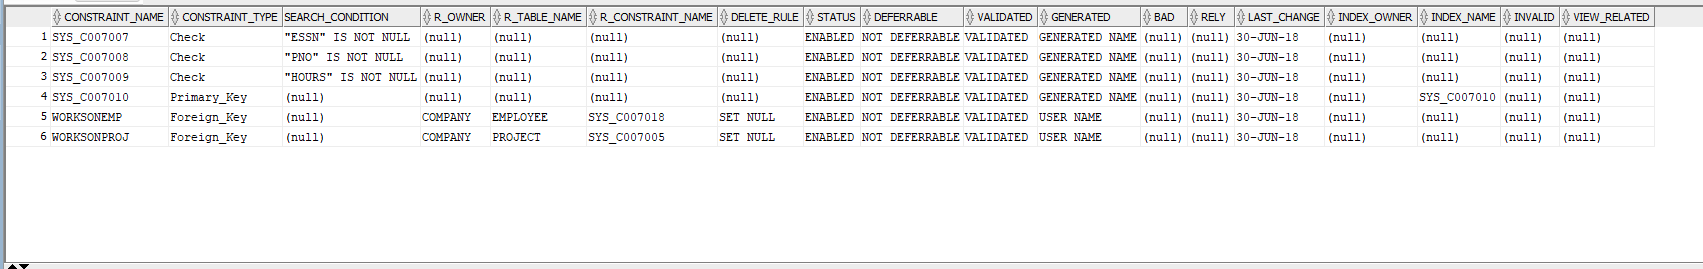 CONSTRAINT_NAME CONSTRAINT_TYPE SEARCH_CONDITION R_OWNER R_TABLE_NAME R_CONSTRAINT_NAME DELETE_RULE STATUS DEFERRABLE VALIDATED GENERATED BAD RELY LAST_CHANGE INDEX_OWNER INDEX_NAME INVALID VIEW_RELATED
1 SYS_C007007 Check "ESSN" IS NOT NULL (null) (null) (null) (null) ENABLED NOT DEFERRABLE VALIDATED GENERATED NAME (null) (null) 30-JUN-18 (null) (null) (null) (null)
2 SYS_C007008 Check "PNO" IS NOT NULL (null) (null) (null) (null) ENABLED NOT DEFERRABLE VALIDATED GENERATED NAME (null) (null) 30-JUN-18 (null) (null) (null) (null)
3 SYS_C007009 Check "HOURS" IS NOT NULL (null) (null) (null) (null) ENABLED NOT DEFERRABLE VALIDATED GENERATED NAME (null) (null) 30-JUN-18 (null) (null) (null) (null)
4 SYS_C007010 Primary_Key (null) (null) (null) (null) (null) ENABLED NOT DEFERRABLE VALIDATED GENERATED NAME (null) (null) 30-JUN-18 (null) SYS_C007010 (null) (null)
5 WORKSONEMP Foreign_Key (null) COMPANY EMPLOYEE SYS_C007018 SET NULL ENABLED NOT DEFERRABLE VALIDATED USER NAME (null) (null) 30-JUN-18 (null) (null) (null) (null)
6 WORKSONPROJ Foreign_Key (null) COMPANY PROJECT SYS_C007005 SET NULL ENABLED NOT DEFERRABLE VALIDATED USER NAME (null) (null) 30-JUN-18 (null) (null) (null) (null)